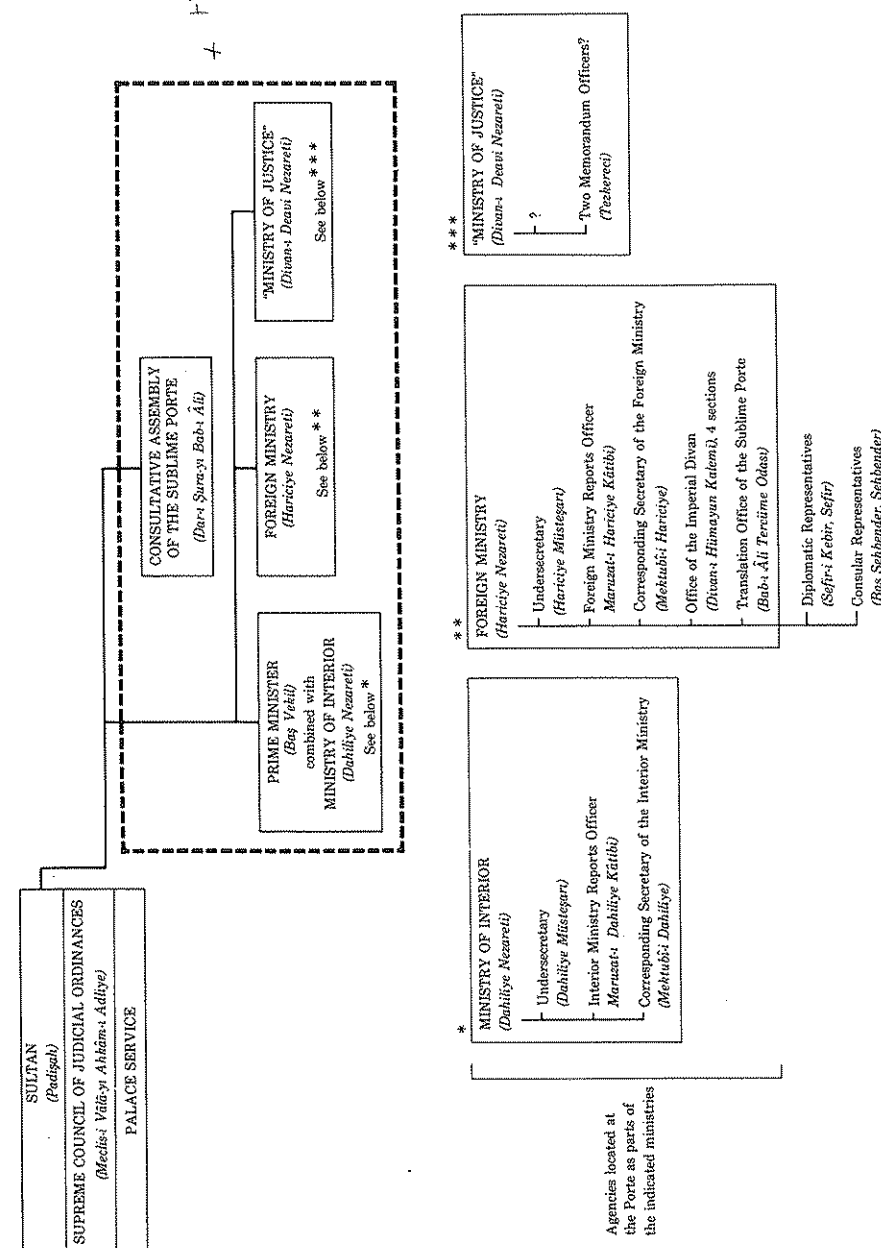 SULTAN
(Padişah)
SUPREME COUNCIL OF JUDICIAL ORDINANCES
(Meclis-i Vâlâ-yı Ahkâm-ı Adliye)
PALACE SERVICE
CONSULTATIVE ASSEMBLY
OF THE SUBLIME PORTE
(Dar-ı Şura-yı Bab-ı Âli)
PRIME MINISTER
(Baş Vekil)
combined with
MINISTRY OF INTERIOR
(Dahiliye Nezareti)
See below *
FOREIGN MINISTRY
(Hariciye Nezareti)
See below * *
"MINISTRY OF JUSTICE"
(Divan-ı Deavi Nezareti)
See below * * *
Agencies located at
the Porte as parts of
the indicated ministries
*
MINISTRY OF INTERIOR
(Dahiliye Nezareti)
Undersecretary
(Dahiliye Müsteşarı)
Interior Ministry Reports Officer
Maruzat-ı Dahiliye Kâtibi)
Corresponding Secretary of the Interior Ministry
(Mektubî-i Dahiliye)
* *
FOREIGN MINISTRY
(Hariciye Nezareti)
Undersecretary
(Hariciye Müsteşarı)
Foreign Ministry Reports Officer
Maruzat-ı Hariciye Kâtibi)
Corresponding Secretary of the Foreign Ministry
(Mektubî-i Hariciye)
Office of the Imperial Divan
(Divan-ı Hümayun Kalemi), 4 sections
Translation Office of the Sublime Porte
(Bab-ı Âli Tercüme Odası)
Diplomatic Representatives
(Sefir-i Kebir, Sefir)
Consular Representatives
(Baş Şehbender, Şehbender)
* * *
"MINISTRY OF JUSTICE"
(Divan-ı Deavi Nezareti)
?
Two Memorandum Officers?
(Tezkereci)